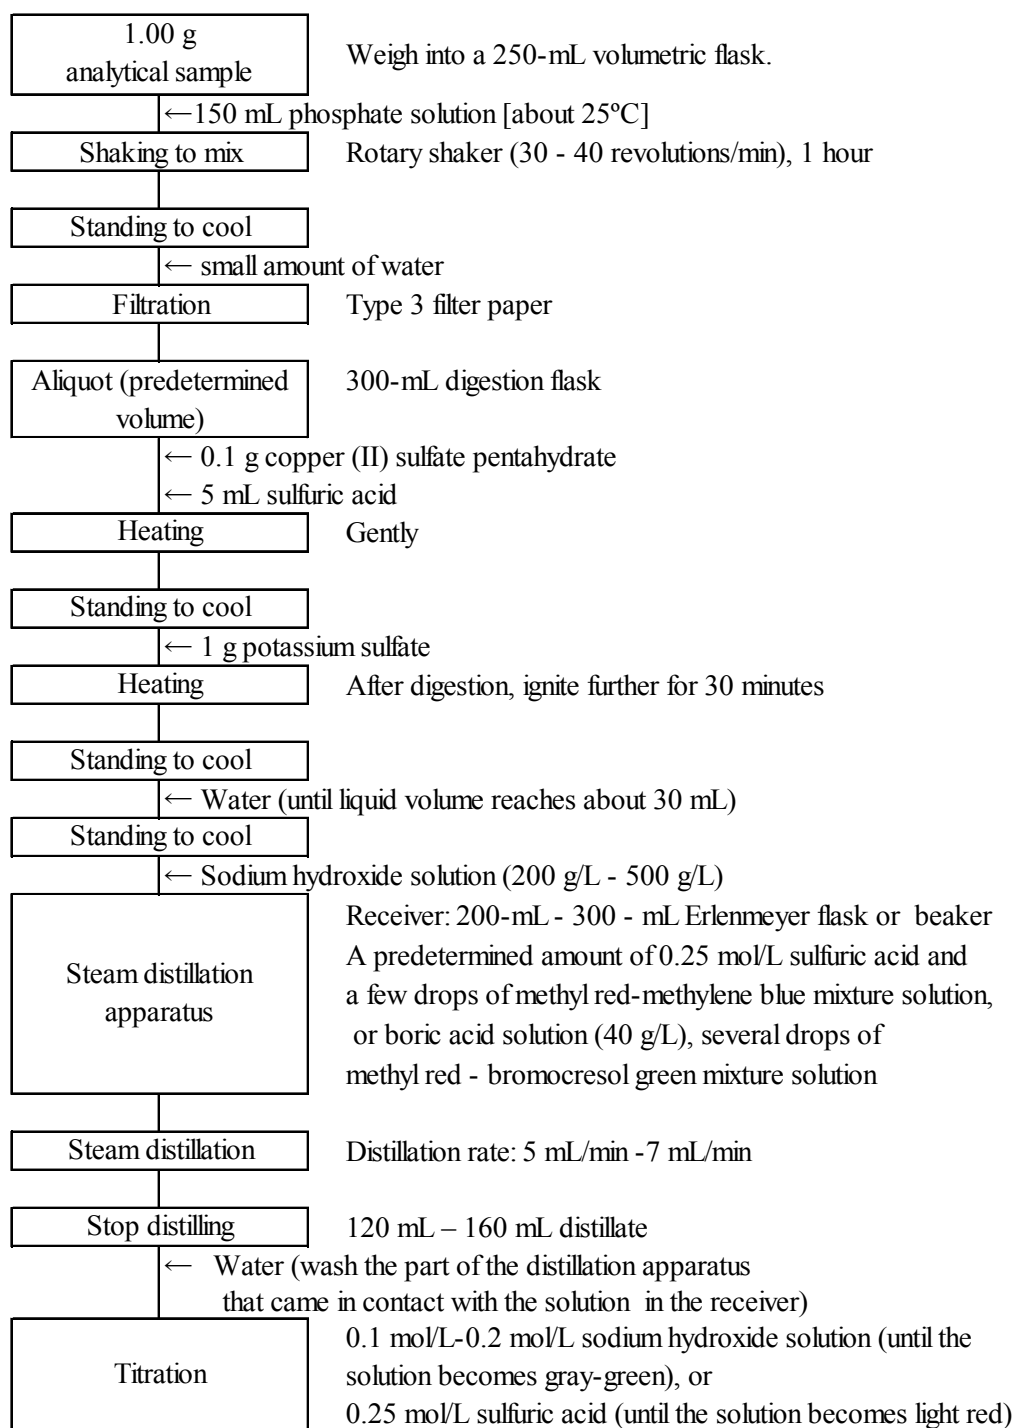 1.00 g
analytical sample
Weigh into a 250-mL volumetric flask.
←150 mL phosphate solution [about 25ºC]
Shaking to mix
Rotary shaker (30 - 40 revolutions/min), 1 hour
Standing to cool
← small amount of water
Filtration
Type 3 filter paper
Aliquot (predetermined
volume)
300-mL digestion flask
← 0.1 g copper (II) sulfate pentahydrate
← 5 mL sulfuric acid
Heating
Gently
Standing to cool
← 1 g potassium sulfate
Heating
After digestion, ignite further for 30 minutes
Standing to cool
← Water (until liquid volume reaches about 30 mL)
Standing to cool
← Sodium hydroxide solution (200 g/L - 500 g/L)
Steam distillation
apparatus
Receiver: 200-mL - 300 - mL Erlenmeyer flask or beaker
A predetermined amount of 0.25 mol/L sulfuric acid and
a few drops of methyl red-methylene blue mixture solution,
or boric acid solution (40 g/L), several drops of
methyl red - bromocresol green mixture solution
Steam distillation
Distillation rate: 5 mL/min -7 mL/min
Stop distilling
120 mL – 160 mL distillate
← Water (wash the part of the distillation apparatus
that came in contact with the solution in the receiver)
Titration
0.1 mol/L-0.2 mol/L sodium hydroxide solution (until the
solution becomes gray-green), or
0.25 mol/L sulfuric acid (until the solution becomes light red)